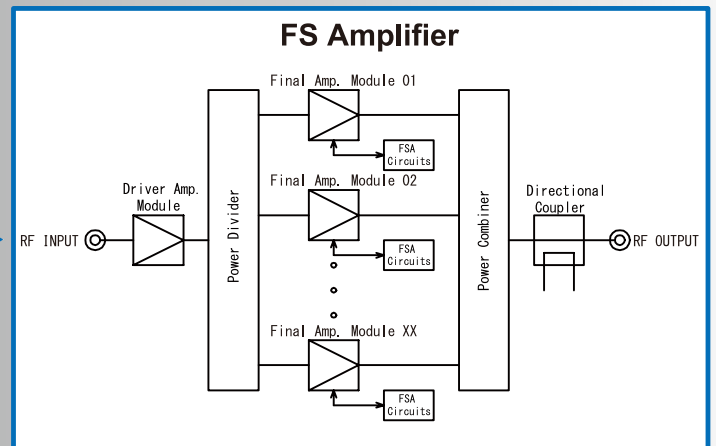 FS Amplifier
Final Amp. Module 01
FSA
Circuits
Driver Amp.
Module
Final Amp. Module 02
Directional
Coupler
RF INPUT
Power Divider
Power Combiner
RF OUTPUT
FSA
Circuits
Final Amp. Module XX
FSA
Circuits